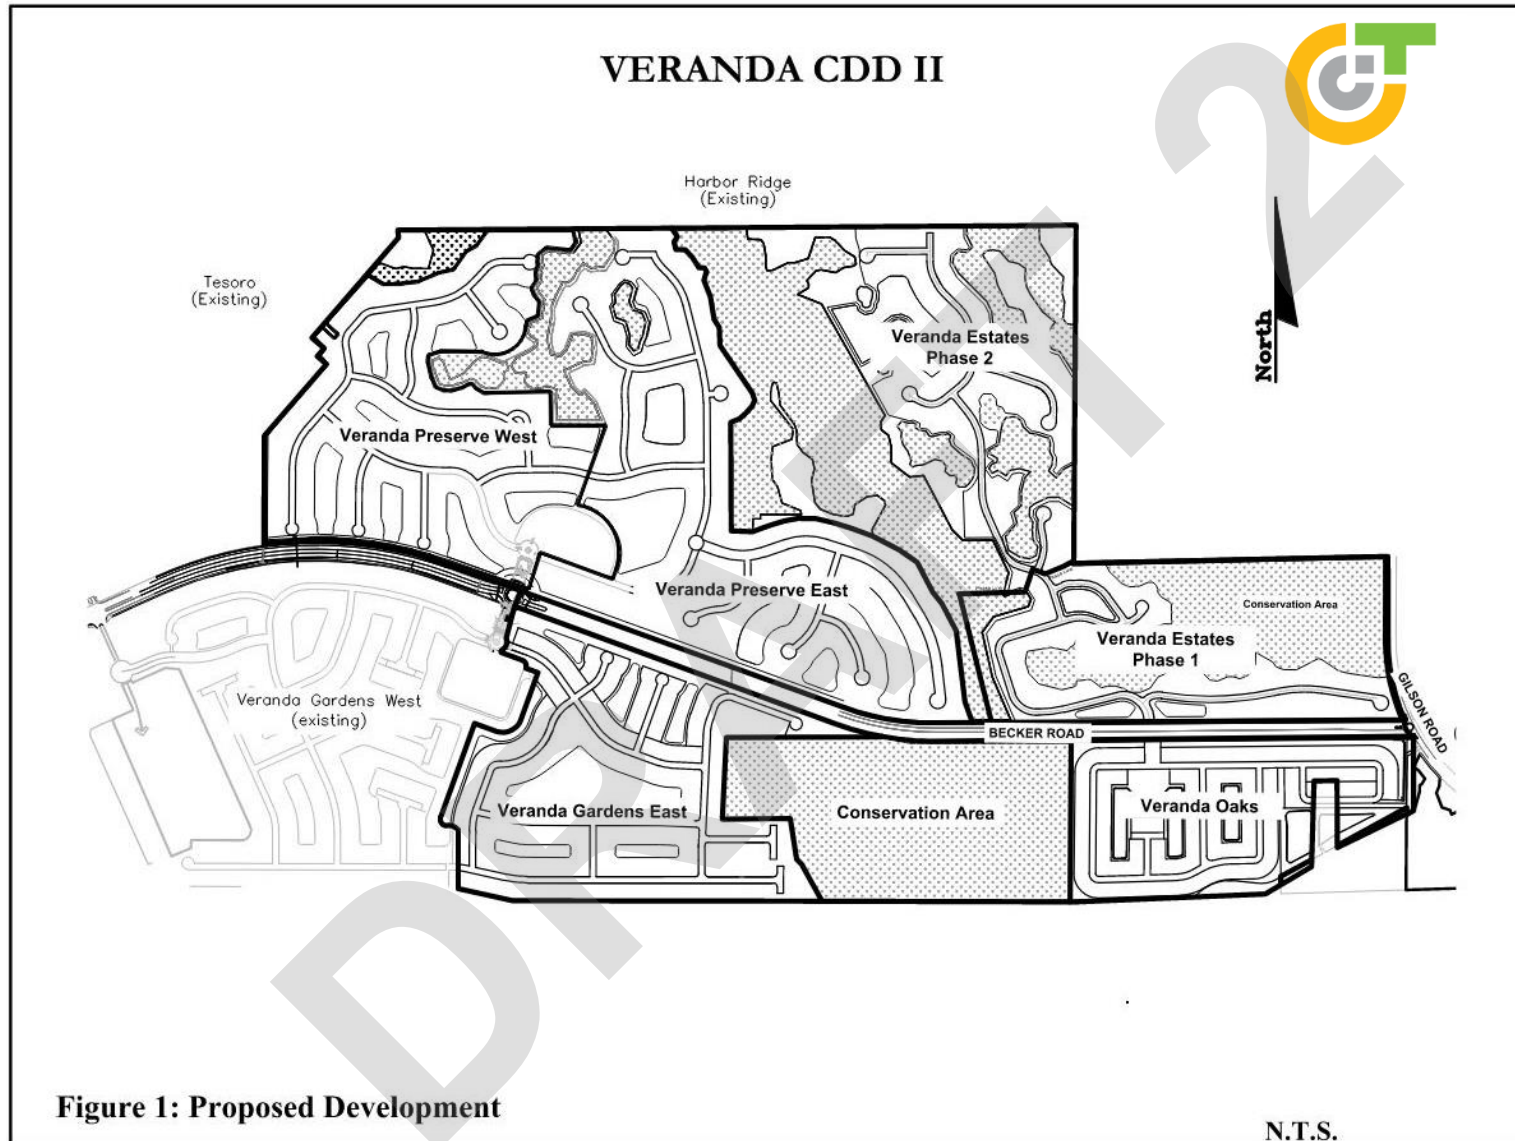 VERANDA CDD II
Harbor Ridge
(Existing)
Tesoro
(Existing)
North
Veranda Estates
Phase 2
Veranda Preserve West
Veranda Preserve East
Conservation Area
Veranda Estates
Phase 1
GILSON ROAD
Veranda Gardens West
(existing)
BECKER ROAD
Veranda Gardens East
Conservation Area
Veranda Oaks
DRAFT 2
Figure 1: Proposed Development
N.T.S.